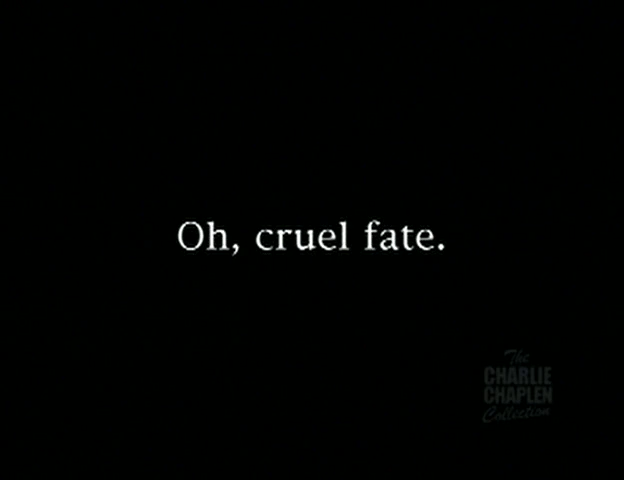 Oh, cruel fate.
The
CHARLIE
CHAPLEN
Collection